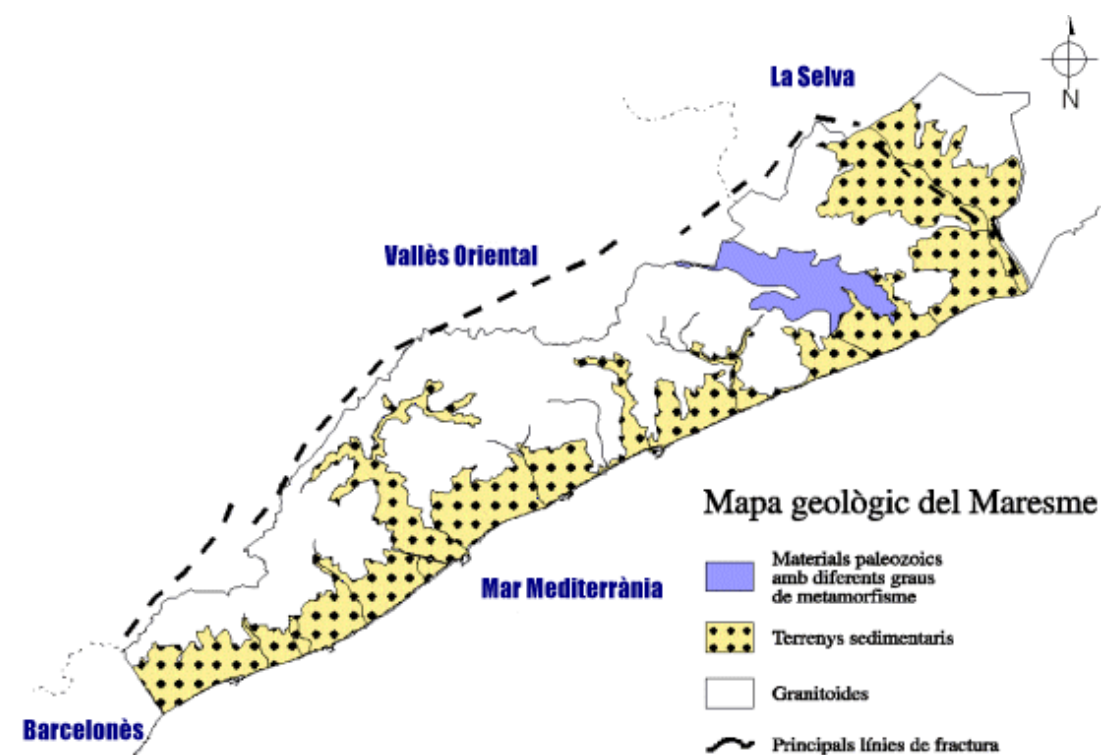 La Selva
N
Vallès Oriental
Mapa geològic del Maresme
Materials paleozoics
amb diferents graus
de metamorfisme
Mar Mediterrània
Terrenys sedimentaris
Granitoides
Barcelonès
Principals línies de fractura